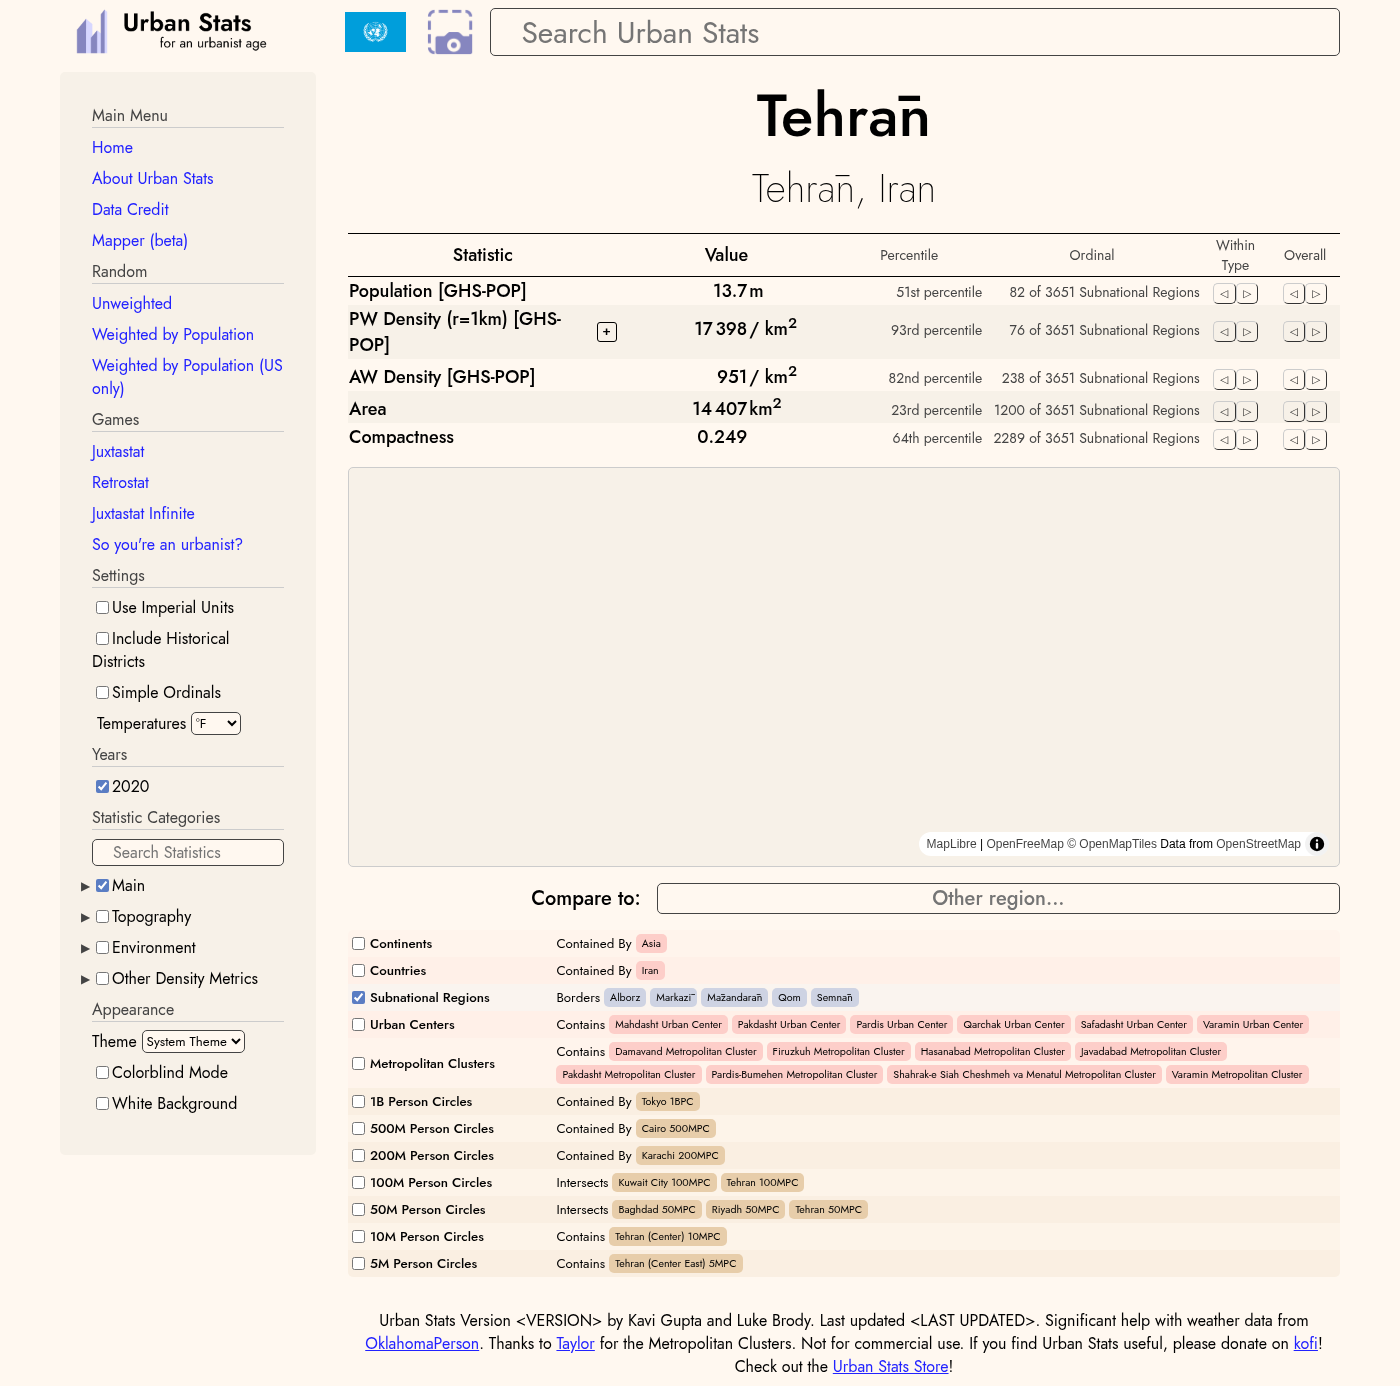 Urban Stats
for an urbanist age
Search Urban Stats
Main Menu
Home
About Urban Stats
Data Credit
Mapper (beta)
Random
Unweighted
Weighted by Population
Weighted by Population (US
only)
Games
Juxtastat
Retrostat
Juxtastat Infinite
So you're an urbanist?
Settings
Use Imperial Units
Include Historical
Districts
Simple Ordinals
Temperatures °F
Years
2020
Statistic Categories
Search Statistics
Main
Topography
Environment
Other Density Metrics
Appearance
Theme System Theme
Colorblind Mode
White Background
Tehran̄
Tehran̄, Iran
Statistic Value Percentile Ordinal Within Type Overall
Population [GHS-POP] 13.7 m 51st percentile 82 of 3651 Subnational Regions
PW Density (r=1km) [GHS-
POP] + 17 398 / km² 93rd percentile 76 of 3651 Subnational Regions
AW Density [GHS-POP] 951 / km² 82nd percentile 238 of 3651 Subnational Regions
Area 14 407 km² 23rd percentile 1200 of 3651 Subnational Regions
Compactness 0.249 64th percentile 2289 of 3651 Subnational Regions
MapLibre | OpenFreeMap © OpenMapTiles Data from OpenStreetMap
Compare to: Other region...
Continents Contained By Asia
Countries Contained By Iran
Subnational Regions Borders Alborz Markazī Māzandaran̄ Qom Semnan̄
Urban Centers Contains Mahdasht Urban Center Pakdasht Urban Center Pardis Urban Center Qarchak Urban Center Safadasht Urban Center Varamin Urban Center
Metropolitan Clusters Contains Damavand Metropolitan Cluster Firuzkuh Metropolitan Cluster Hasanabad Metropolitan Cluster Javadabad Metropolitan Cluster
Pakdasht Metropolitan Cluster Pardis-Bumehen Metropolitan Cluster Shahrak-e Siah Cheshmeh va Menatul Metropolitan Cluster Varamin Metropolitan Cluster
1B Person Circles Contained By Tokyo 1BPC
500M Person Circles Contained By Cairo 500MPC
200M Person Circles Contained By Karachi 200MPC
100M Person Circles Intersects Kuwait City 100MPC Tehran 100MPC
50M Person Circles Intersects Baghdad 50MPC Riyadh 50MPC Tehran 50MPC
10M Person Circles Contains Tehran (Center) 10MPC
5M Person Circles Contains Tehran (Center East) 5MPC
Urban Stats Version <VERSION> by Kavi Gupta and Luke Brody. Last updated <LAST UPDATED>. Significant help with weather data from
OklahomaPerson. Thanks to Taylor for the Metropolitan Clusters. Not for commercial use. If you find Urban Stats useful, please donate on kofi!
Check out the Urban Stats Store!